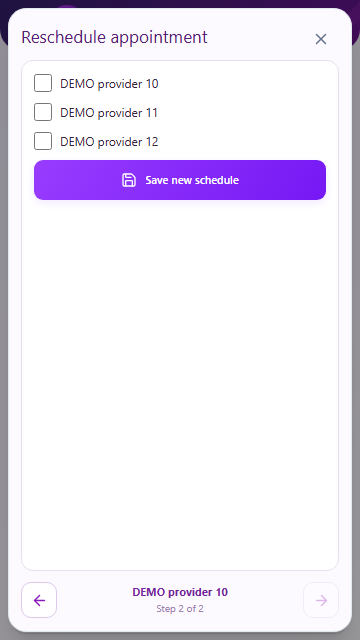 Reschedule appointment
DEMO provider 10
DEMO provider 11
DEMO provider 12
Save new schedule
DEMO provider 10
Step 2 of 2